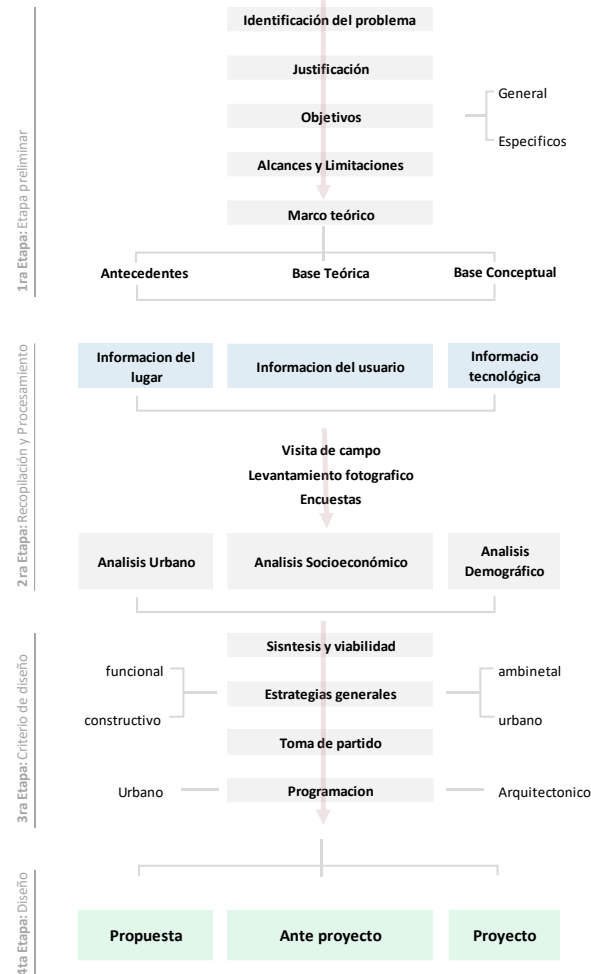 Identificación del problema
Justificación
General
Objetivos
Especificos
Alcances y Limitaciones
Marco teórico
1ra Etapa: Etapa preliminar
Antecedentes
Base Teórica
Base Conceptual
Informacion del
lugar
Informacion del usuario
Informacio
tecnológica
Visita de campo
Levantamiento fotografico
Encuestas
2ra Etapa: Recopilación y Procesamiento
Analisis Urbano
Analisis Socioeconómico
Analisis
Demográfico
Sisntesis y viabilidad
funcional
constructivo
Estrategias generales
ambinetal
urbano
Toma de partido
Urbano
Programacion
Arquitectonico
3ra Etapa: Criterio de diseño
4ta Etapa: Diseño
Propuesta
Ante proyecto
Proyecto